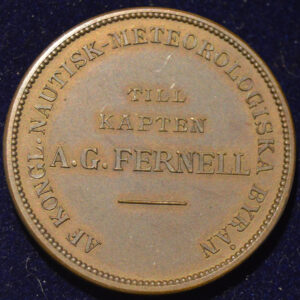 AF KONGL. NAUTISK-METEOROLOGISKA BYRÅN
TILL
KAPTEN
A.G. FERNELL